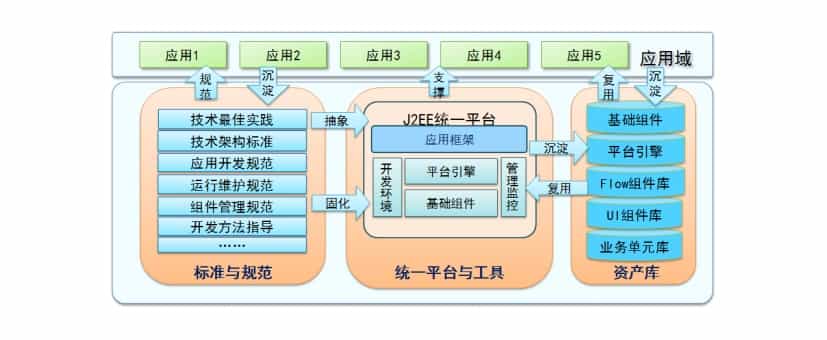 应用1
应用2
应用3
应用4
应用5
应用域
规范
沉淀
支撑
复用
沉淀
技术最佳实践
技术架构标准
应用开发规范
运行维护规范
组件管理规范
开发方法指导
……
标准与规范
抽象
固化
J2EE统一平台
应用框架
开发环境
平台引擎
基础组件
管理监控
统一平台与工具
沉淀
复用
基础组件
平台引擎
Flow组件库
UI组件库
业务单元库
资产库